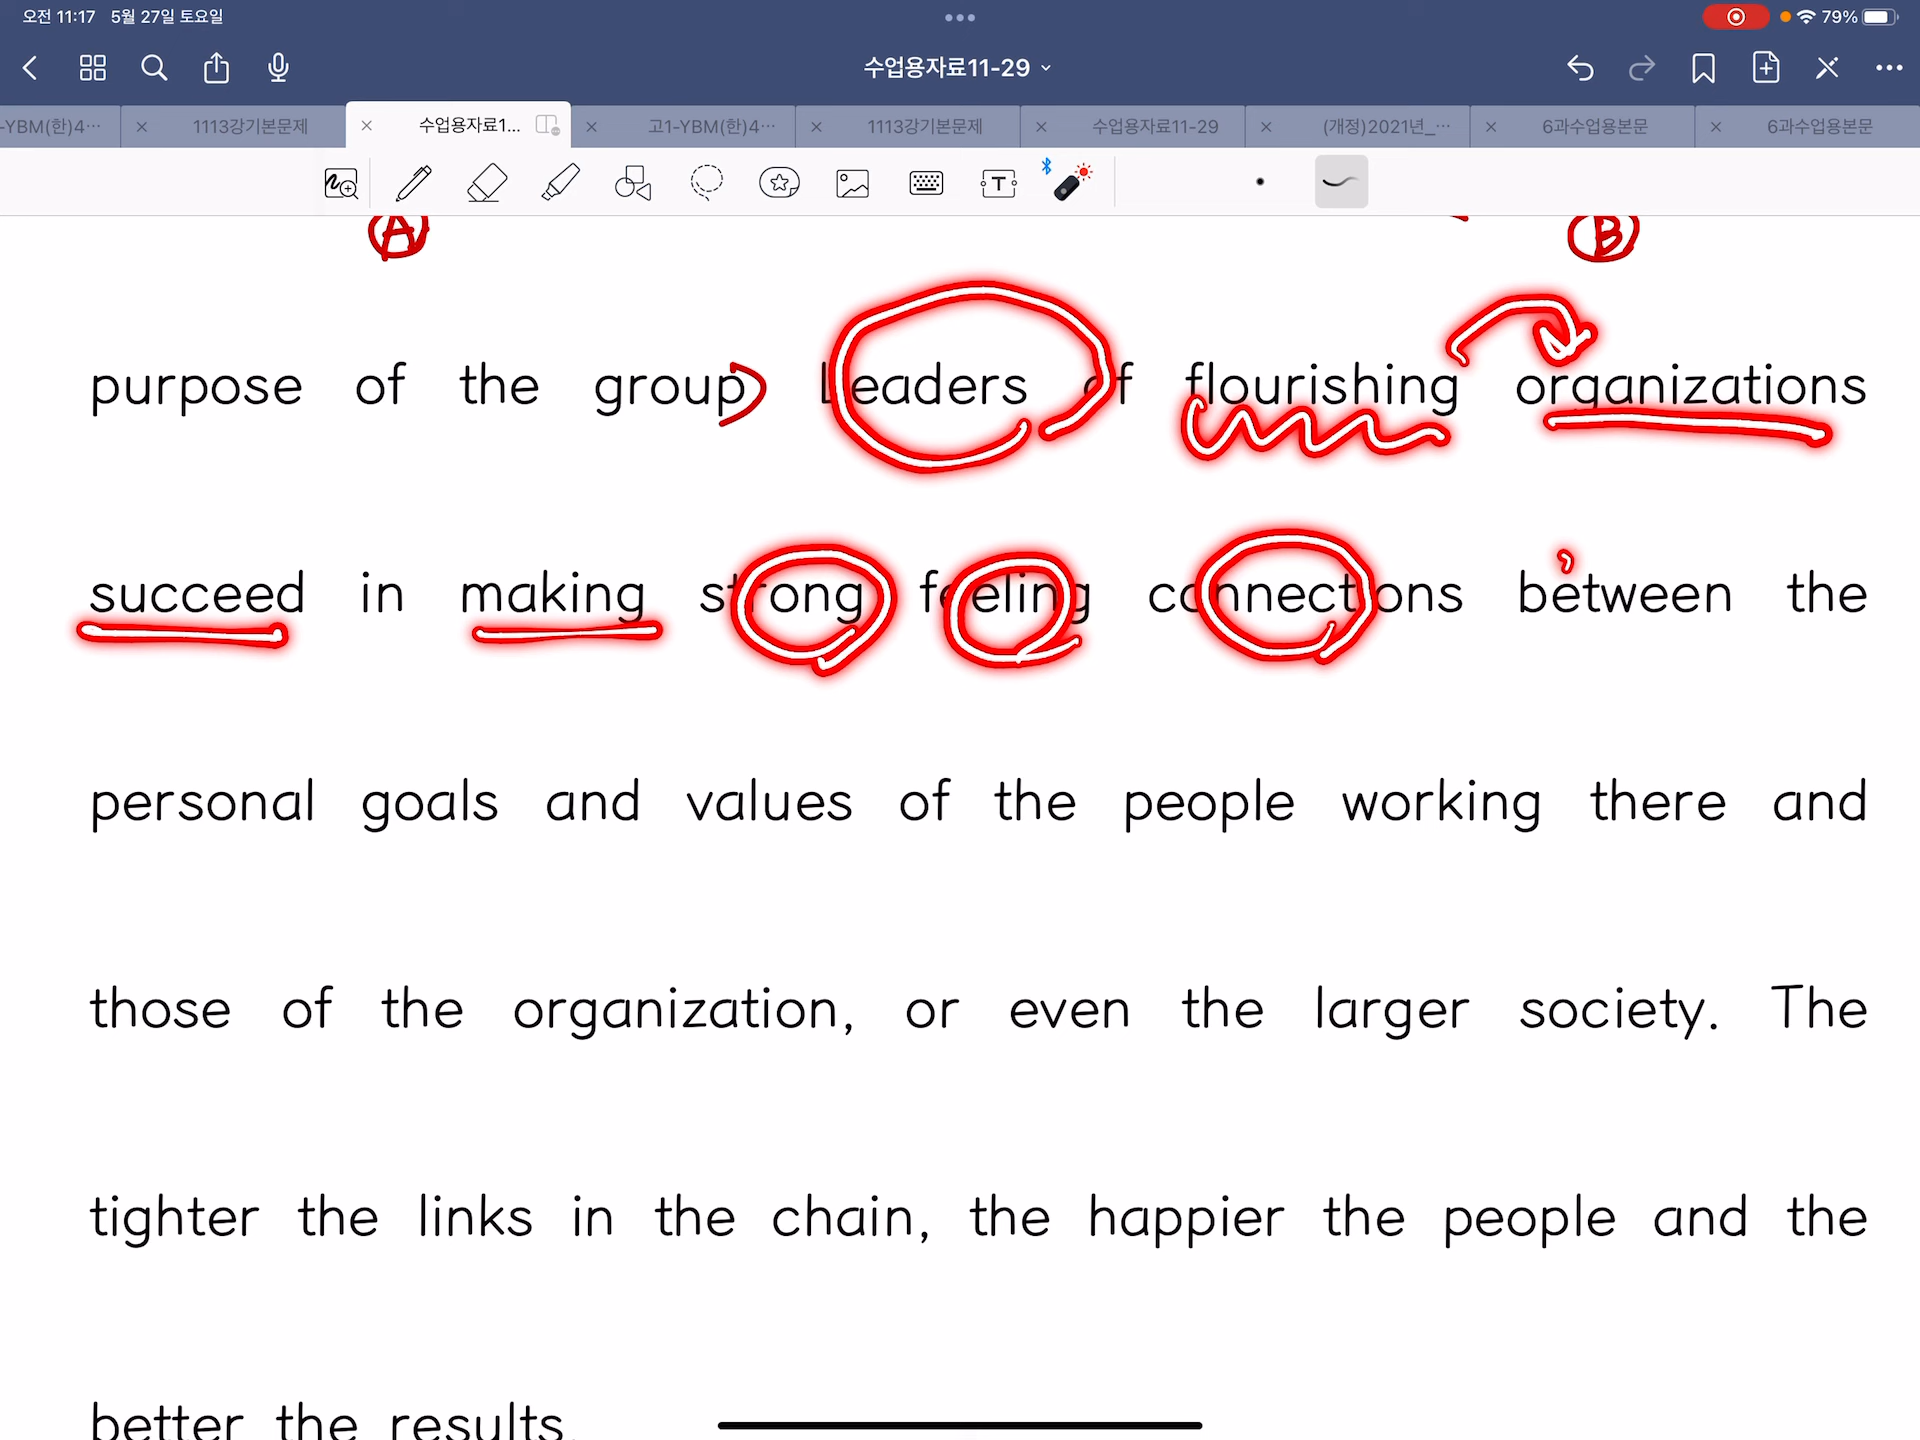 오전 11:17 5월 27일 토요일
79%
수업용자료11-29
-YBM(한)4…
1113강기본문제
수업용자료1...
고1-YBM(한)4…
1113강기본문제
수업용자료11-29
(개정)2021년_…
6과수업용본문
6과수업용본문
A B
purpose of the group Leaders of flourishing organizations
succeed in making strong feeling connections between the
personal goals and values of the people working there and
those of the organization, or even the larger society. The
tighter the links in the chain, the happier the people and the
better the results.